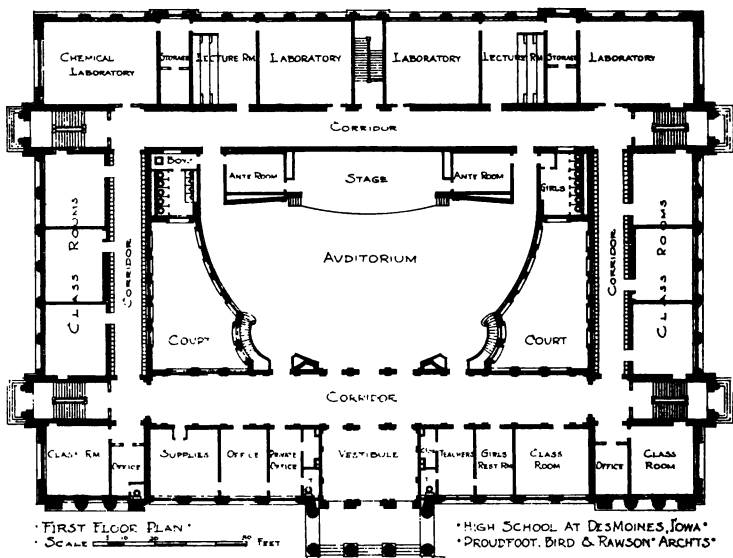 CHEMICAL
LABORATORY
STORAGE
LECTURE RM
LABORATORY
LABORATORY
LECTURE RM
STORAGE
LABORATORY
CORRIDOR
BOYS
ANTE ROOM
STAGE
ANTE ROOM
GIRLS
CLASS ROOMS
CORRIDOR
AUDITORIUM
CORRIDOR
CLASS ROOMS
COURT
COURT
CORRIDOR
CLASS RM
OFFICE
SUPPLIES
OFFICE
PRIVATE
OFFICE
VESTIBULE
TEACHERS
GIRLS
REST RM
CLASS
ROOM
OFFICE
CLASS
ROOM
· FIRST FLOOR PLAN ·
· SCALE FEET
"HIGH SCHOOL AT DESMOINES, IOWA"
"PROUDFOOT. BIRD & RAWSON" ARCHTS"